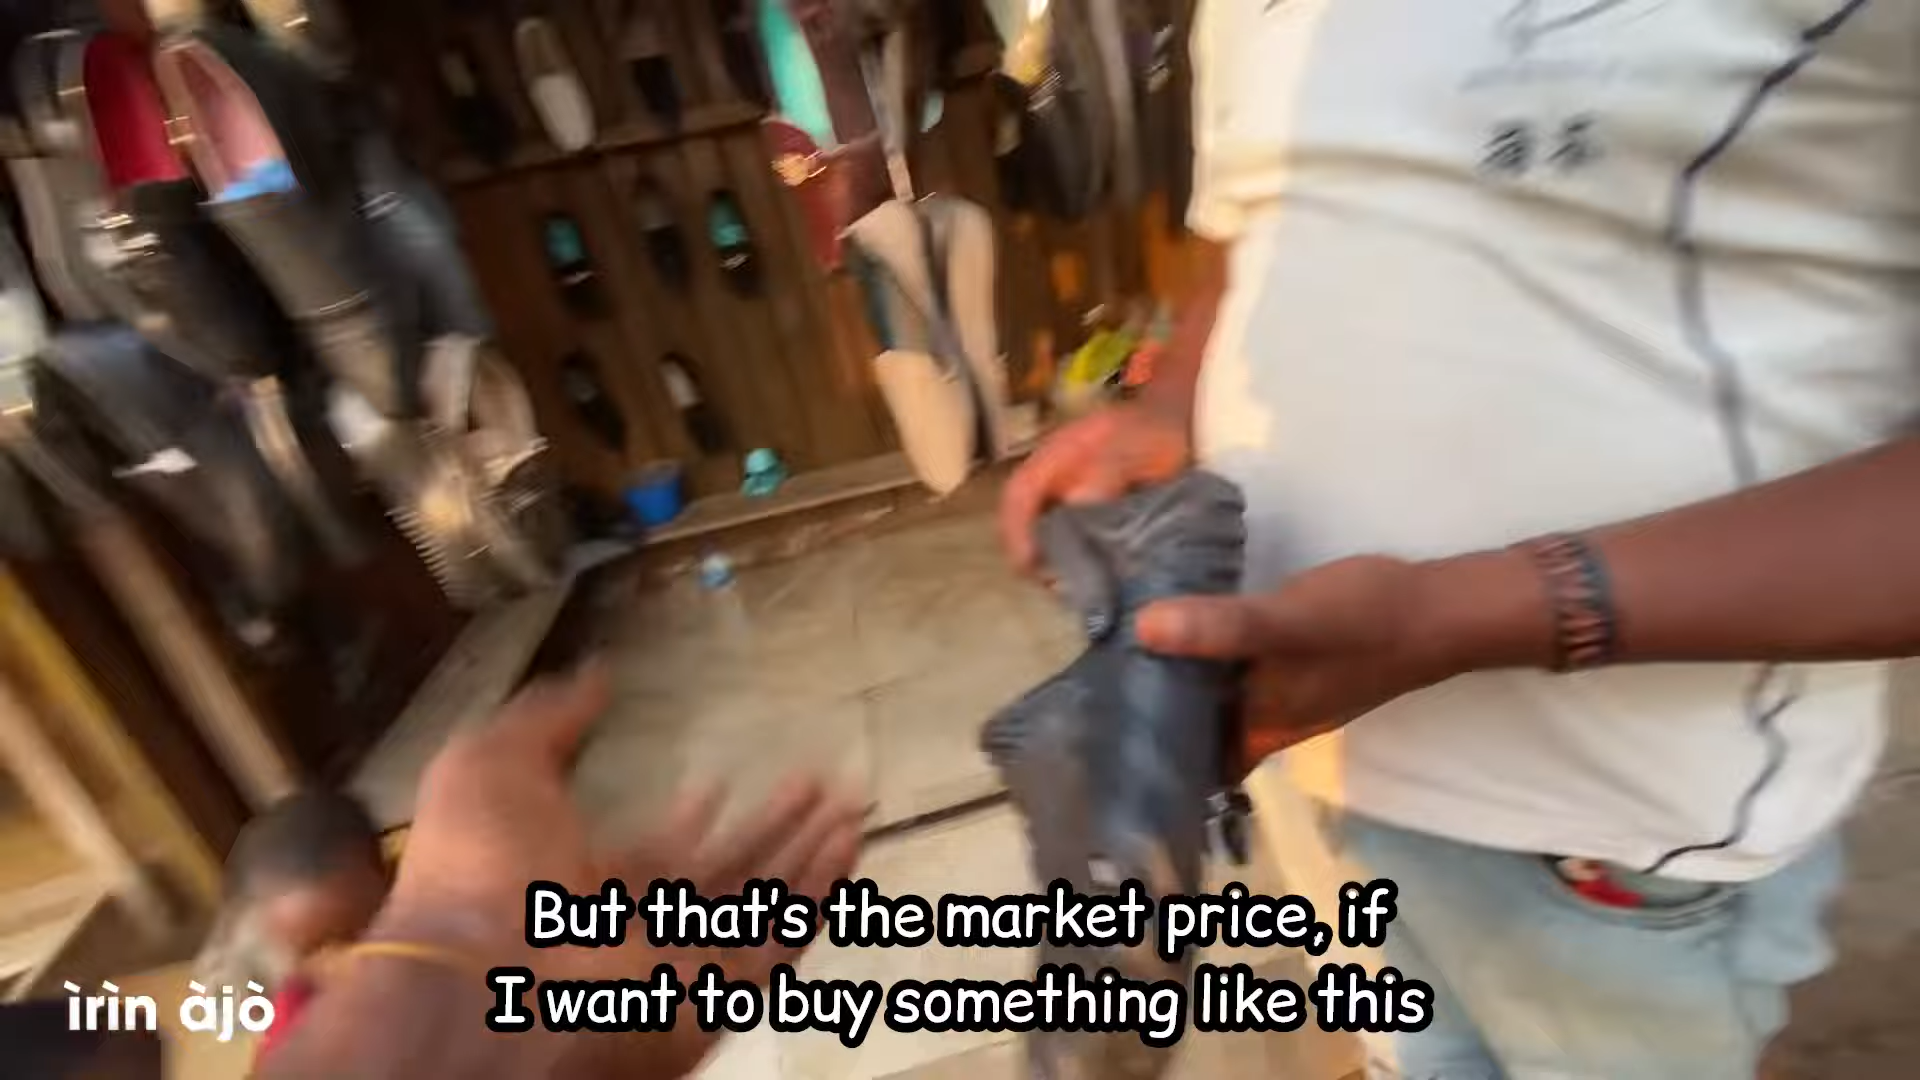 But that's the market price, if
I want to buy something like this
ìrìn àjò